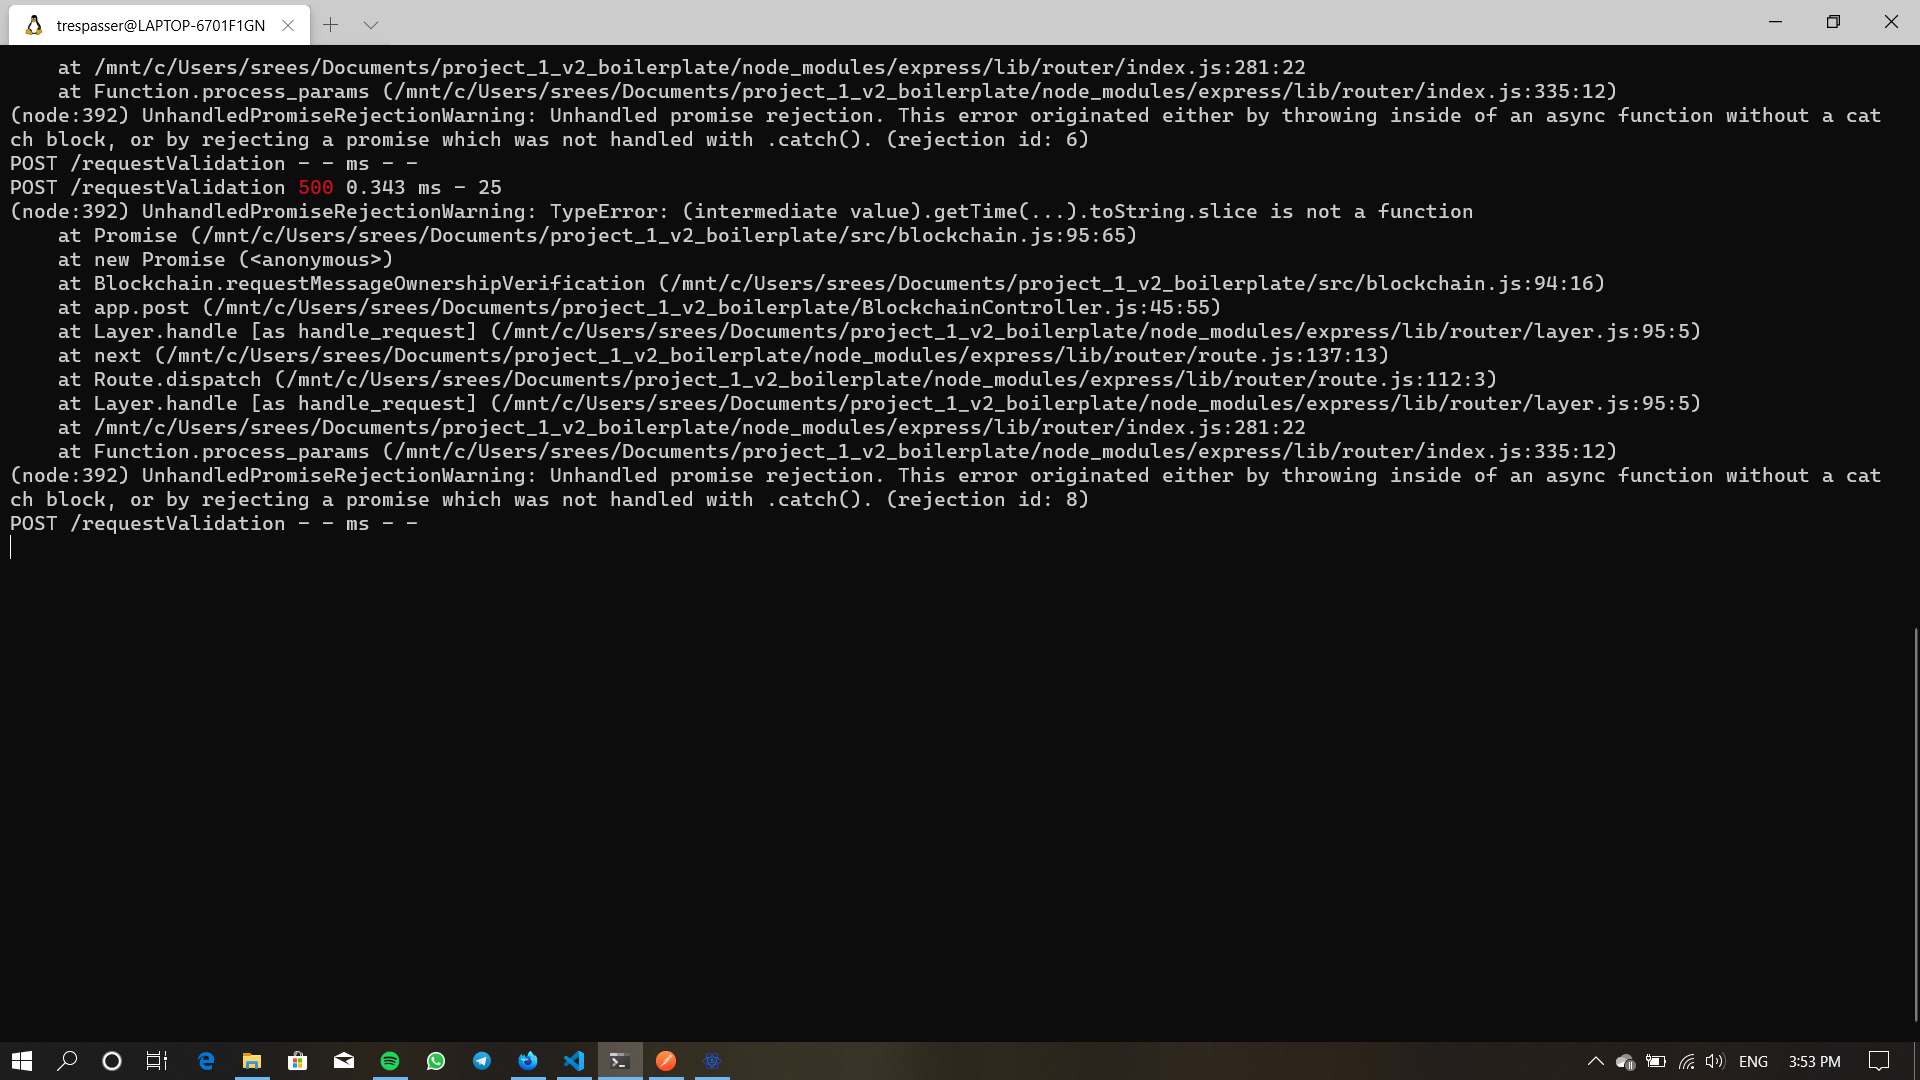 trespasser@LAPTOP-6701F1GN
    at /mnt/c/Users/srees/Documents/project_1_v2_boilerplate/node_modules/express/lib/router/index.js:281:22
    at Function.process_params (/mnt/c/Users/srees/Documents/project_1_v2_boilerplate/node_modules/express/lib/router/index.js:335:12)
(node:392) UnhandledPromiseRejectionWarning: Unhandled promise rejection. This error originated either by throwing inside of an async function without a cat
ch block, or by rejecting a promise which was not handled with .catch(). (rejection id: 6)
POST /requestValidation - - ms - -
POST /requestValidation 500 0.343 ms - 25
(node:392) UnhandledPromiseRejectionWarning: TypeError: (intermediate value).getTime(...).toString.slice is not a function
    at Promise (/mnt/c/Users/srees/Documents/project_1_v2_boilerplate/src/blockchain.js:95:65)
    at new Promise (<anonymous>)
    at Blockchain.requestMessageOwnershipVerification (/mnt/c/Users/srees/Documents/project_1_v2_boilerplate/src/blockchain.js:94:16)
    at app.post (/mnt/c/Users/srees/Documents/project_1_v2_boilerplate/BlockchainController.js:45:55)
    at Layer.handle [as handle_request] (/mnt/c/Users/srees/Documents/project_1_v2_boilerplate/node_modules/express/lib/router/layer.js:95:5)
    at next (/mnt/c/Users/srees/Documents/project_1_v2_boilerplate/node_modules/express/lib/router/route.js:137:13)
    at Route.dispatch (/mnt/c/Users/srees/Documents/project_1_v2_boilerplate/node_modules/express/lib/router/route.js:112:3)
    at Layer.handle [as handle_request] (/mnt/c/Users/srees/Documents/project_1_v2_boilerplate/node_modules/express/lib/router/layer.js:95:5)
    at /mnt/c/Users/srees/Documents/project_1_v2_boilerplate/node_modules/express/lib/router/index.js:281:22
    at Function.process_params (/mnt/c/Users/srees/Documents/project_1_v2_boilerplate/node_modules/express/lib/router/index.js:335:12)
(node:392) UnhandledPromiseRejectionWarning: Unhandled promise rejection. This error originated either by throwing inside of an async function without a cat
ch block, or by rejecting a promise which was not handled with .catch(). (rejection id: 8)
POST /requestValidation - - ms - -
ENG 3:53 PM